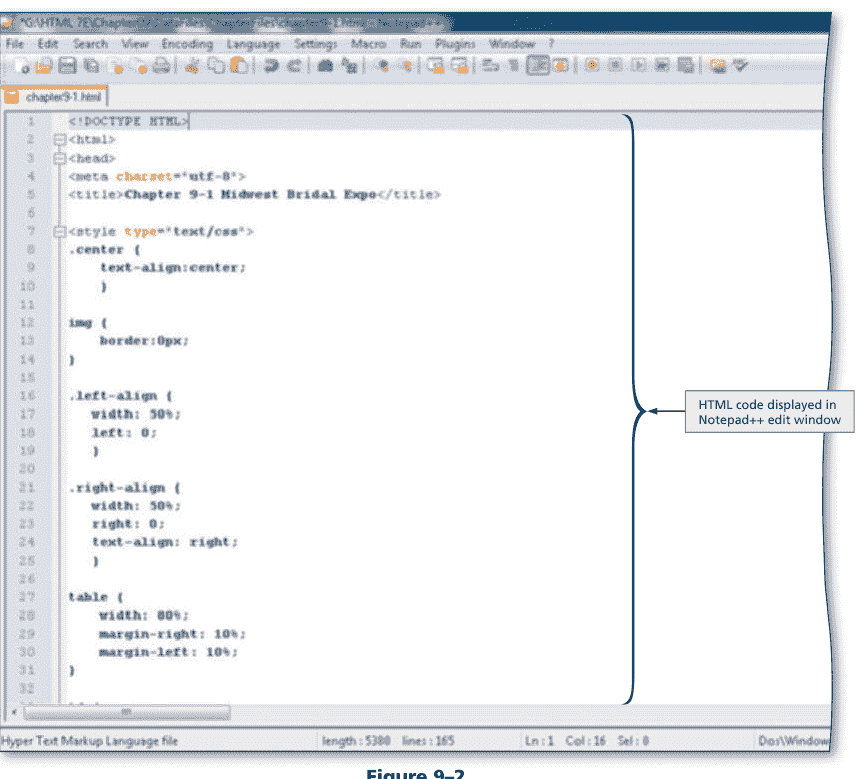 File Edit Search View Encoding Language Settings Macro Run Plugins Window ?
chapter9-1.html
1 <!DOCTYPE HTML>
2 <html>
3 <head>
4 <meta charset="utf-8">
5 <title>Chapter 9-1 Midwest Bridal Expo</title>
6
7 <style type="text/css">
8 .center {
9 text-align:center;
10 }
11
12 img {
13 border:0px;
14 }
15
16 .left-align {
17 width: 50%;
18 left: 0;
19 }
20
21 .right-align {
22 width: 50%;
23 right: 0;
24 text-align: right;
25 }
26
27 table {
28 width: 80%;
29 margin-right: 10%;
30 margin-left: 10%;
31 }
32
HTML code displayed in
Notepad++ edit window
Hyper Text Markup Language file length : 5380 lines : 165 Ln : 1 Col : 16 Sel : 0 Dos\Window
Figure 9–2